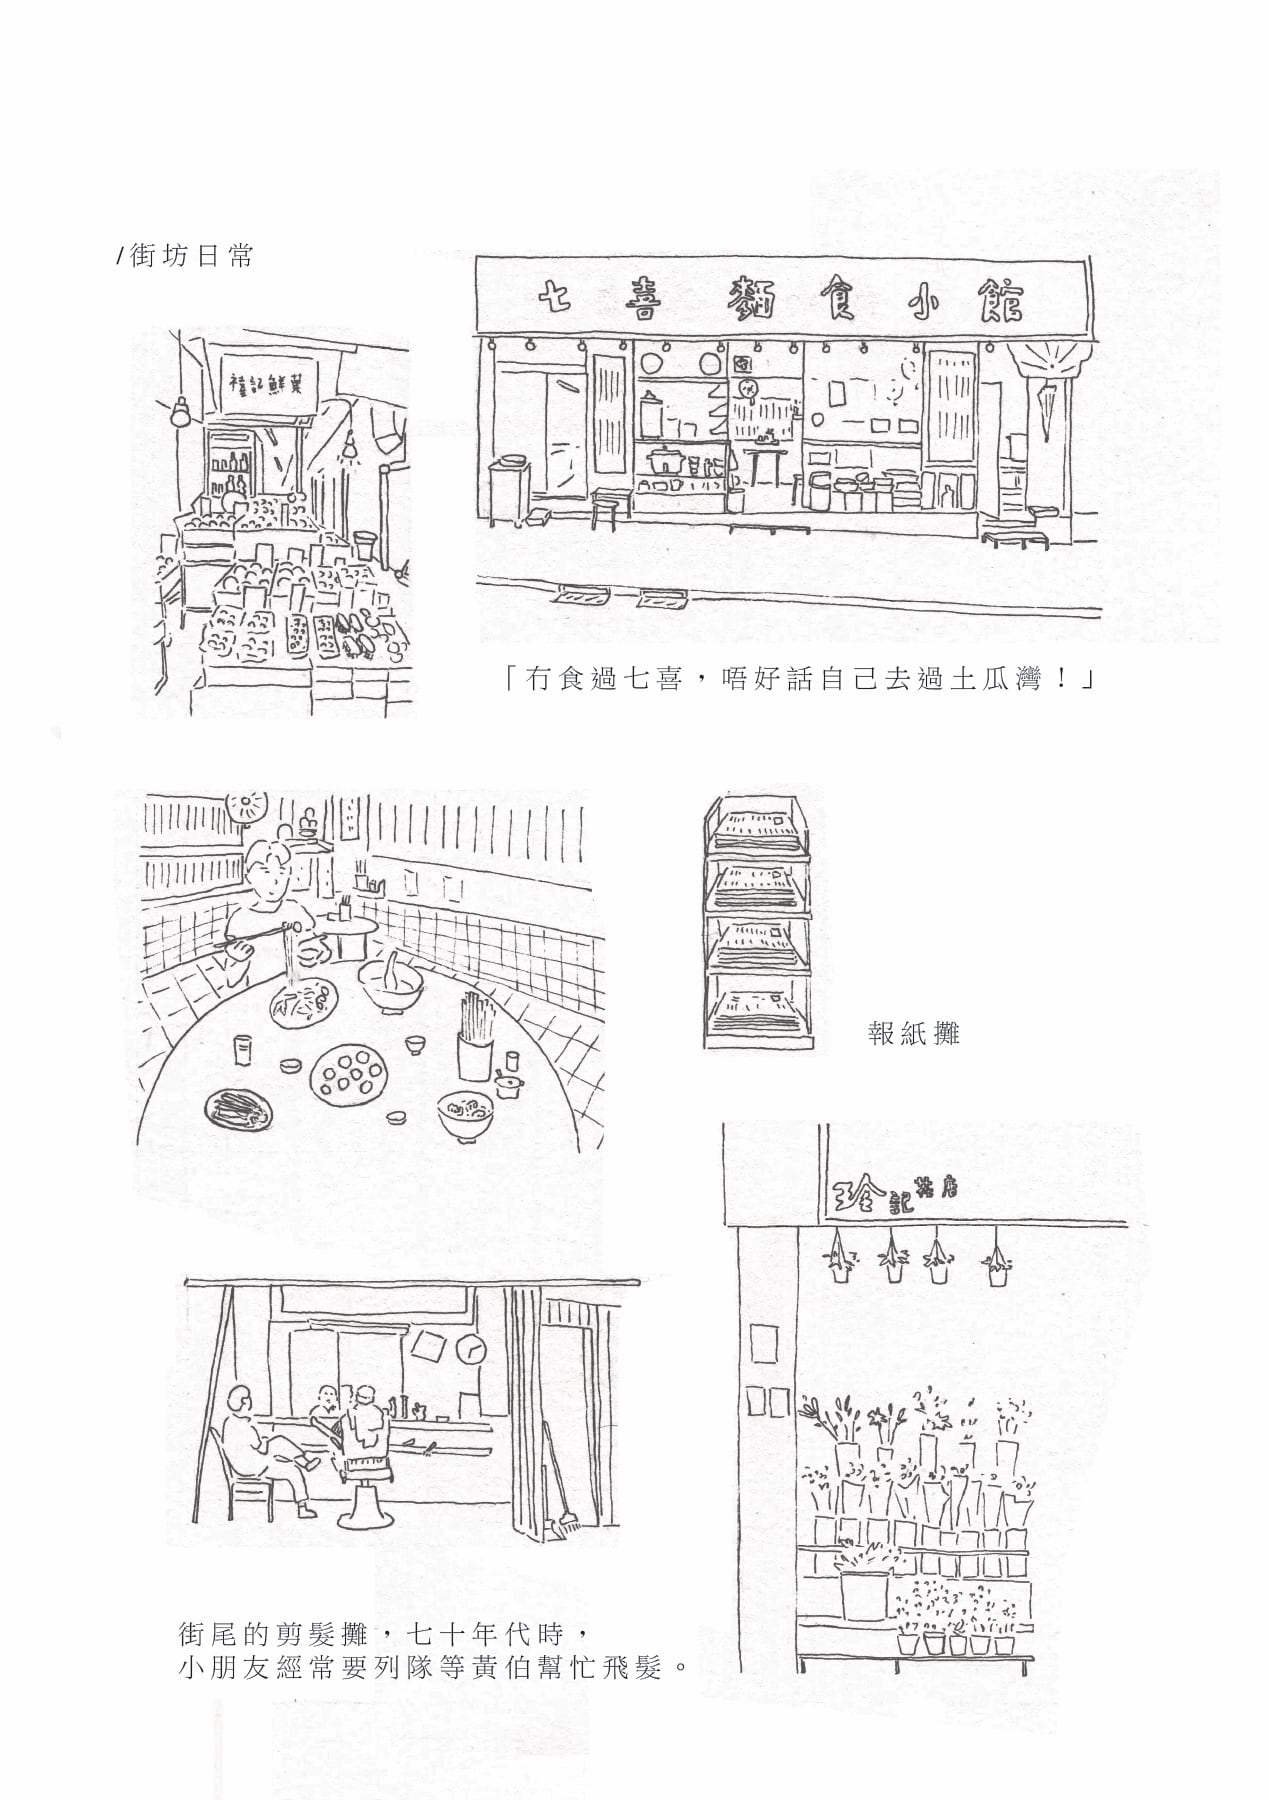 /街坊日常
七喜麵食小館
禧記鮮菓
「冇食過七喜，唔好話自己去過土瓜灣！」
報紙攤
珍記花店
街尾的剪髮攤，七十年代時，
小朋友經常要列隊等黃伯幫忙飛髮。